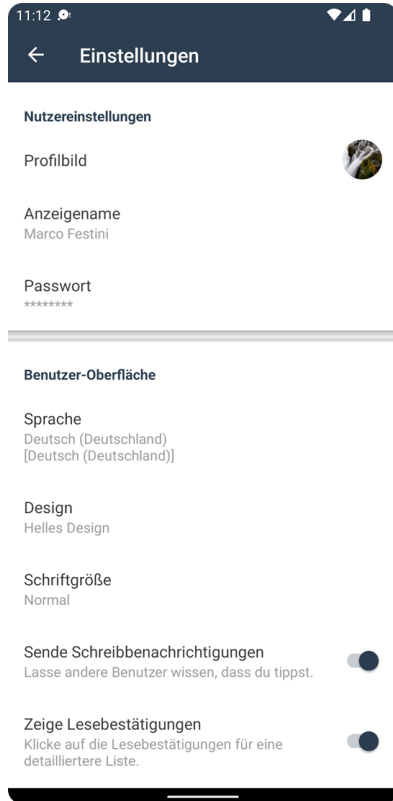 11:12
Einstellungen
Nutzereinstellungen
Profilbild
Anzeigename
Marco Festini
Passwort
********
Benutzer-Oberfläche
Sprache
Deutsch (Deutschland)
[Deutsch (Deutschland)]
Design
Helles Design
Schriftgröße
Normal
Sende Schreibbenachrichtigungen
Lasse andere Benutzer wissen, dass du tippst.
Zeige Lesebestätigungen
Klicke auf die Lesebestätigungen für eine
detailliertere Liste.